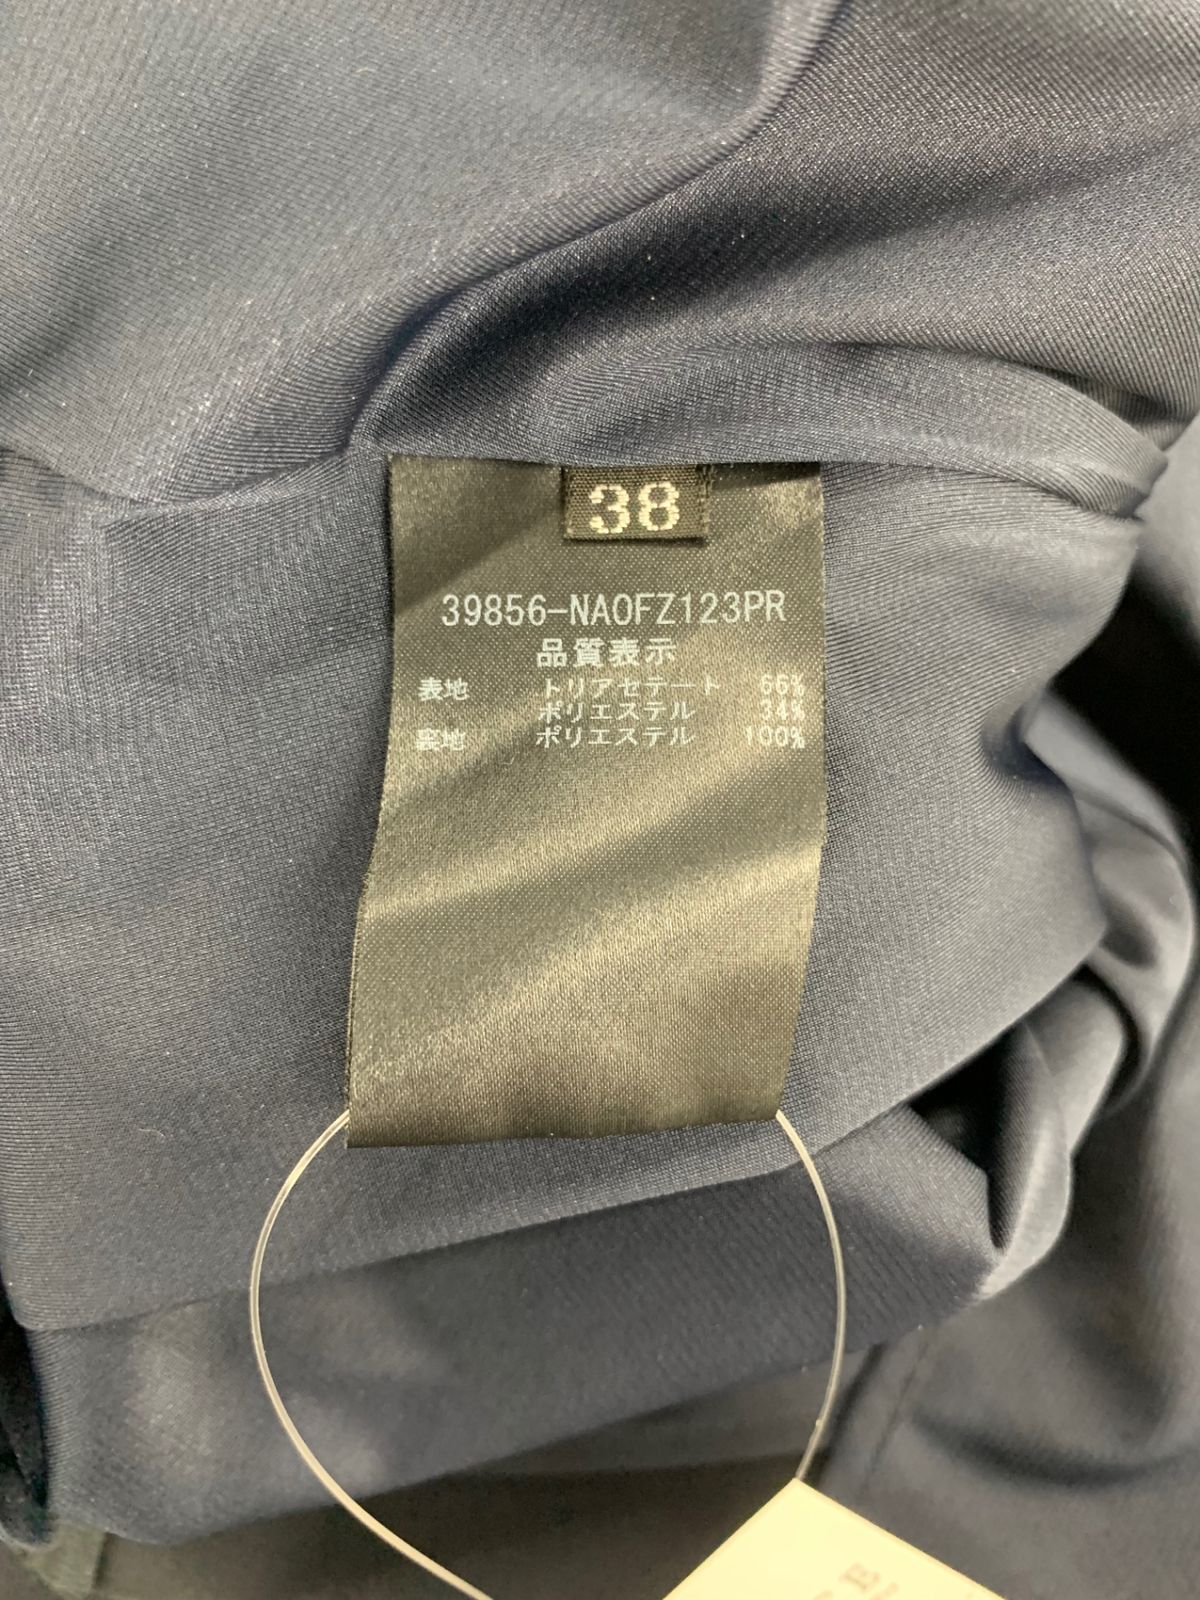 38
39856-NA0FZ123PR
品質表示
表地 トリアセテート 66%
ポリエステル 34%
裏地 ポリエステル 100%